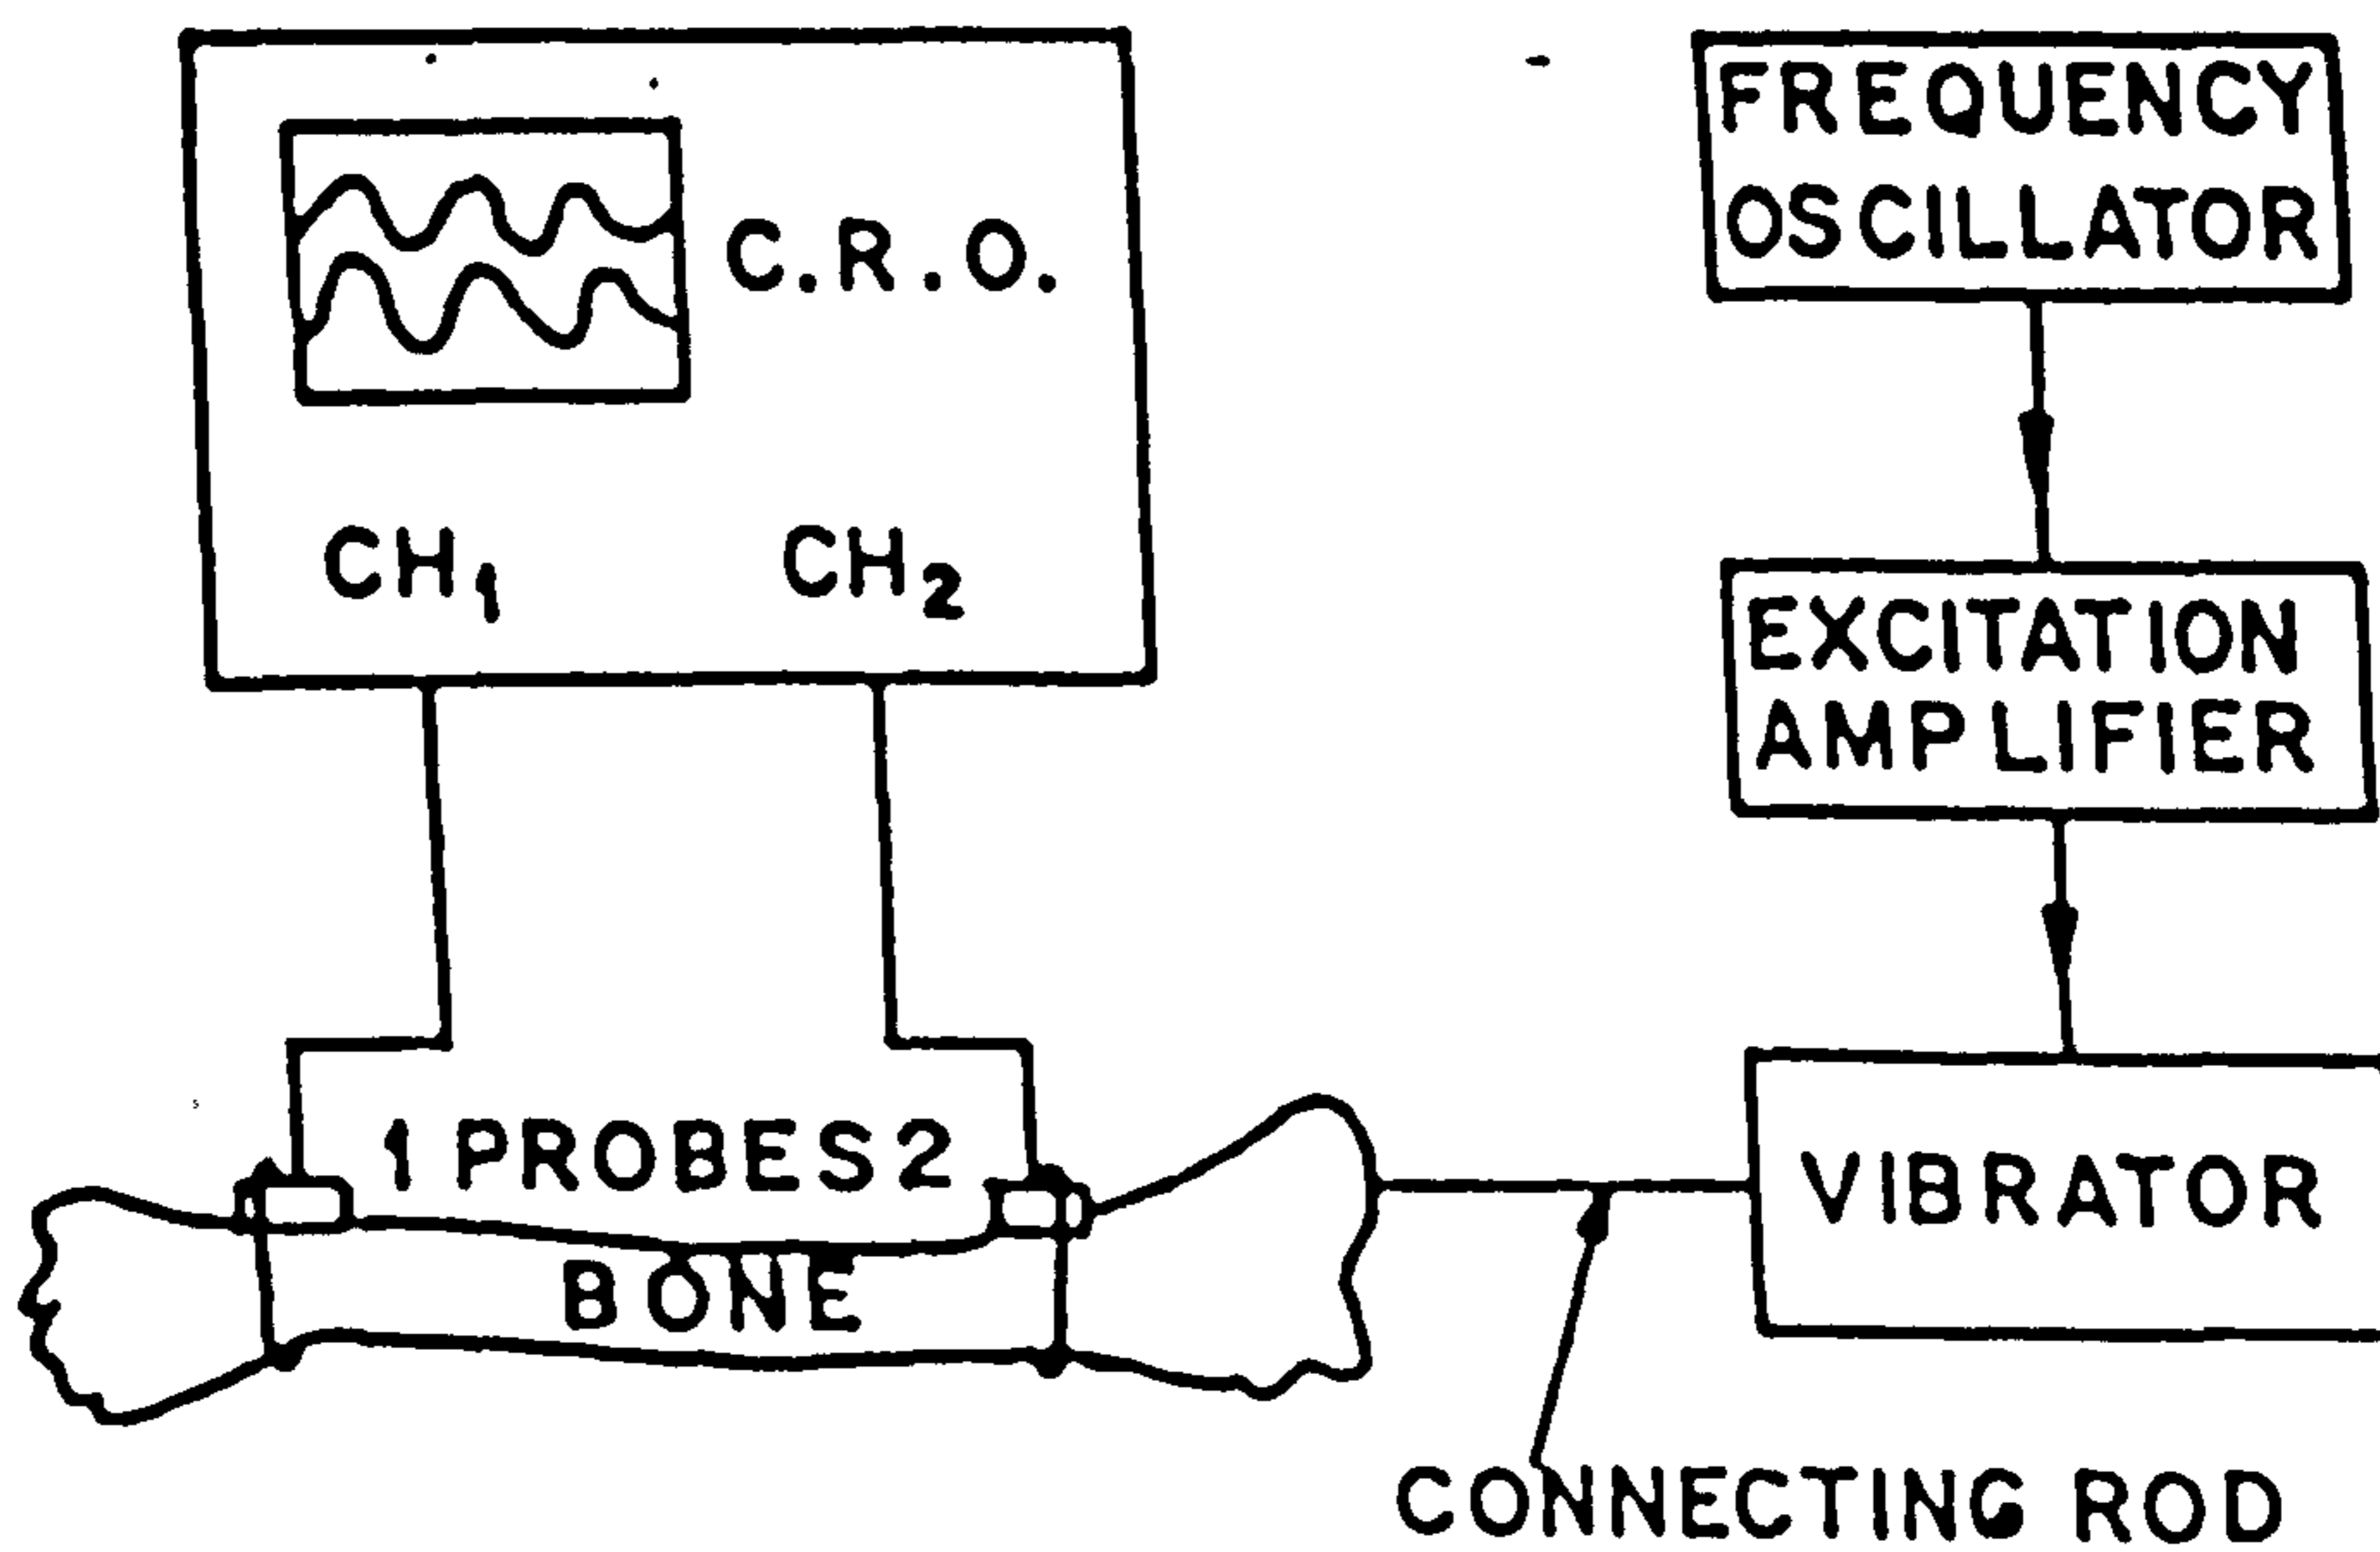 C.R.O.
CH1
CH2
1 PROBES 2
BONE
FREQUENCY
OSCILLATOR
EXCITATION
AMPLIFIER
VIBRATOR
CONNECTING ROD